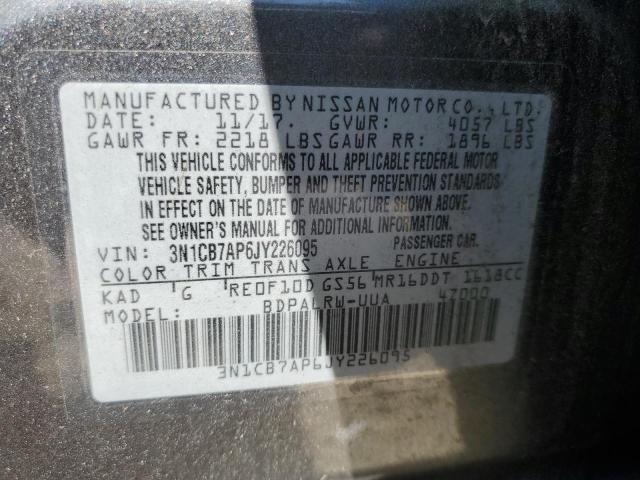 MANUFACTURED BY NISSAN MOTOR CO., LTD.
DATE: 11/17. GVWR: 4057 LBS
GAWR FR: 2218 LBS GAWR RR: 1896 LBS
THIS VEHICLE CONFORMS TO ALL APPLICABLE FEDERAL MOTOR
VEHICLE SAFETY, BUMPER AND THEFT PREVENTION STANDARDS
IN EFFECT ON THE DATE OF MANUFACTURE SHOWN ABOVE.
SEE OWNER'S MANUAL FOR ADDITIONAL INFORMATION.
VIN: 3N1CB7AP6JY226095 PASSENGER CAR.
COLOR TRIM TRANS AXLE ENGINE
KAD G RE0F10D GS56 MR16DDT 1618CC
MODEL: BDPALRW-UUA 4Z000
3N1CB7AP6JY226095